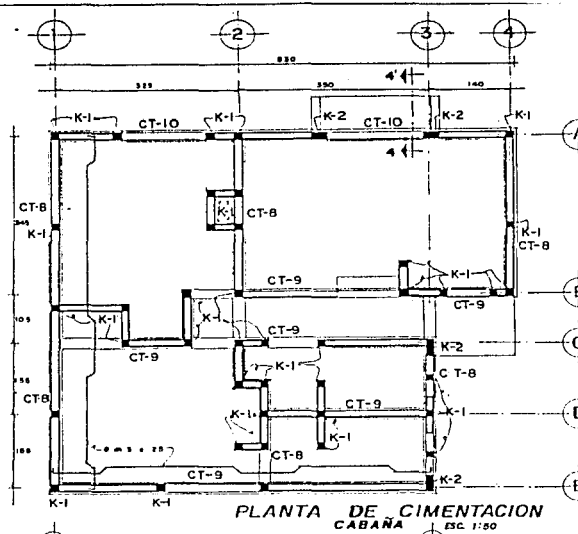 1 2 3 4
830
325 350 140
4'
K-1 K-1 K-2 K-2 K-1
CT-10 CT-10
A
4
CT-8 K-1 CT-8
345
K-1 K-1
CT-8
K-1
CT-9 CT-9
105 K-1 K-1
CT-9 C
CT-9 K-2
K-1 CT-8
CT-8 K-1 CT-9 K-1
K-1
CT-8
CT-9
K-2
K-1 K-1
PLANTA DE CIMENTACION
CABAÑA ESC. 1:50